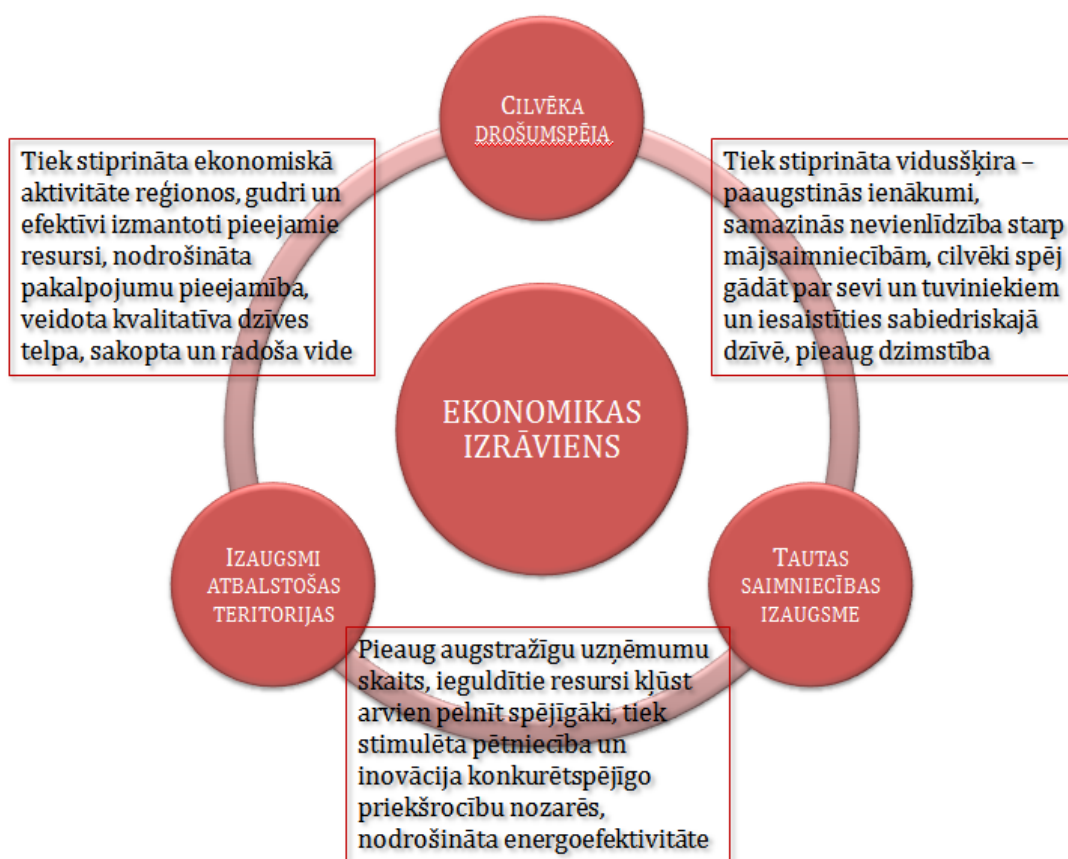 CILVĒKA
DROŠUMSPĒJA
Tiek stiprināta ekonomiskā
aktivitāte reģionos, gudri un
efektīvi izmantoti pieejamie
resursi, nodrošināta
pakalpojumu pieejamība,
veidota kvalitatīva dzīves
telpa, sakopta un radoša vide
Tiek stiprināta vidusšķira –
paaugstinās ienākumi,
samazinās nevienlīdzība starp
mājsaimniecībām, cilvēki spēj
gādāt par sevi un tuviniekiem
un iesaistīties sabiedriskajā
dzīvē, pieaug dzimstība
EKONOMIKAS
IZRĀVIENS
IZAUGSMI
ATBALSTOŠAS
TERITORIJAS
TAUTAS
SAIMNIECĪBAS
IZAUGSME
Pieaug augstražīgu uzņēmumu
skaits, ieguldītie resursi kļūst
arvien pelnīt spējīgāki, tiek
stimulēta pētniecība un
inovācija konkurētspējīgo
priekšrocību nozarēs,
nodrošināta energoefektivitāte